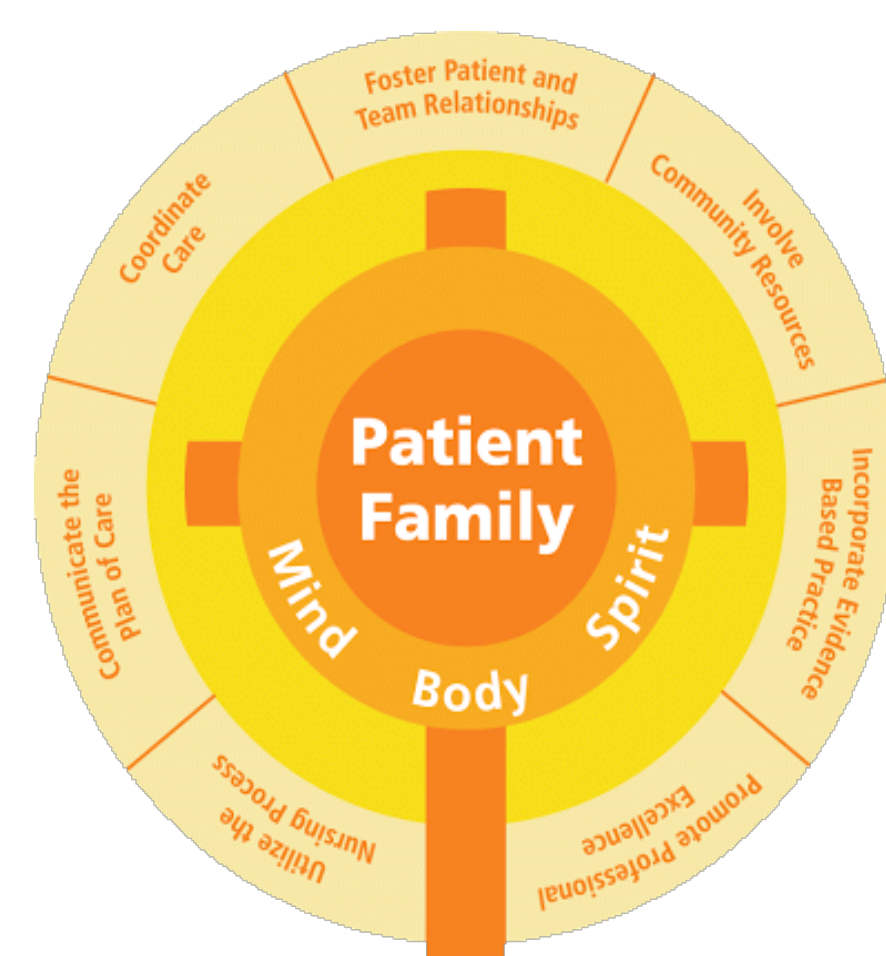 Foster Patient and
Team Relationships
Involve
Community Resources
Incorporate Evidence
Based Practice
Promote Professional
Excellence
Utilize the
Nursing Process
Communicate the
Plan of Care
Coordinate
Care
Patient
Family
Mind
Body
Spirit